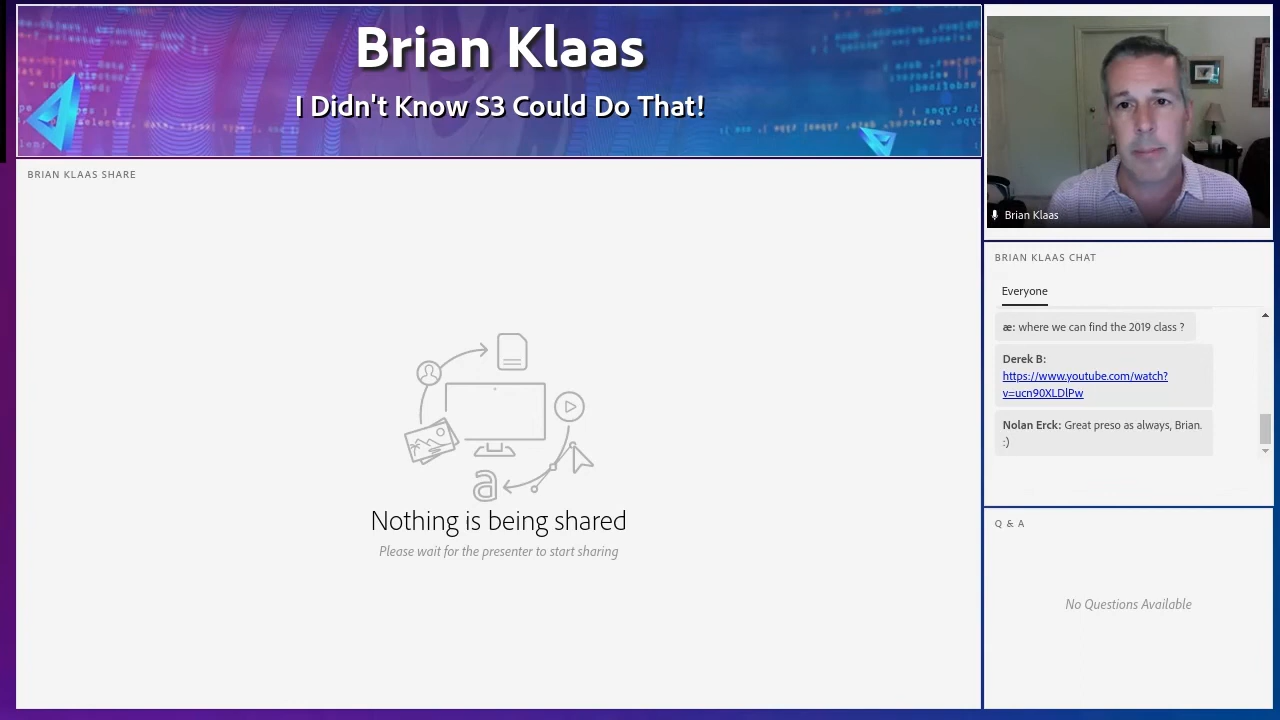 Brian Klaas
I Didn't Know S3 Could Do That!
BRIAN KLAAS SHARE
Nothing is being shared
Please wait for the presenter to start sharing
Brian Klaas
BRIAN KLAAS CHAT
Everyone
æ: where we can find the 2019 class ?
Derek B:
https://www.youtube.com/watch?
v=ucn90XLDlPw
Nolan Erck: Great preso as always, Brian.
:)
Q & A
No Questions Available